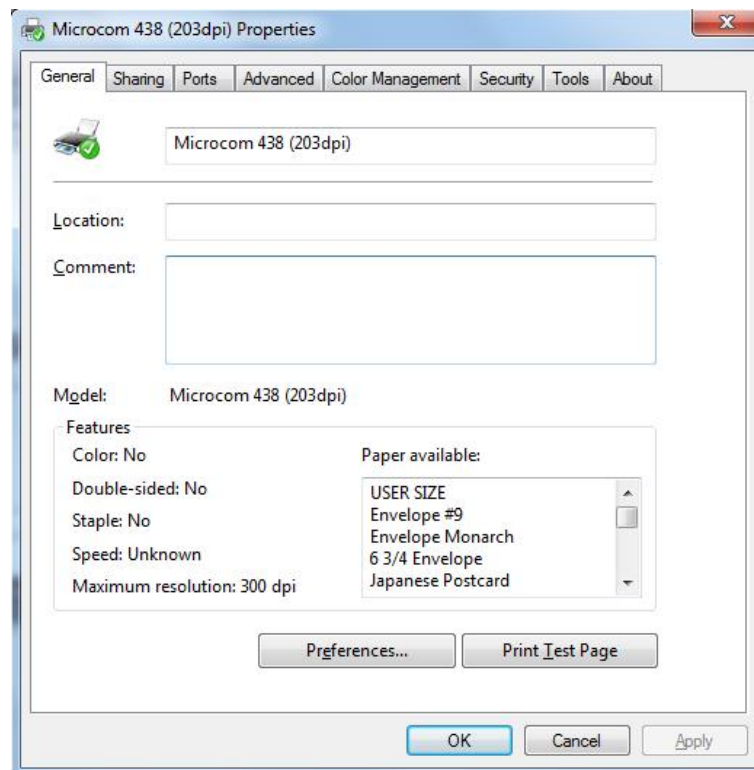 Microcom 438 (203dpi) Properties
X
General Sharing Ports Advanced Color Management Security Tools About
Microcom 438 (203dpi)
Location:
Comment:
Model: Microcom 438 (203dpi)
Features
Color: No
Double-sided: No
Staple: No
Speed: Unknown
Maximum resolution: 300 dpi
Paper available:
USER SIZE
Envelope #9
Envelope Monarch
6 3/4 Envelope
Japanese Postcard
Preferences... Print Test Page
OK Cancel Apply